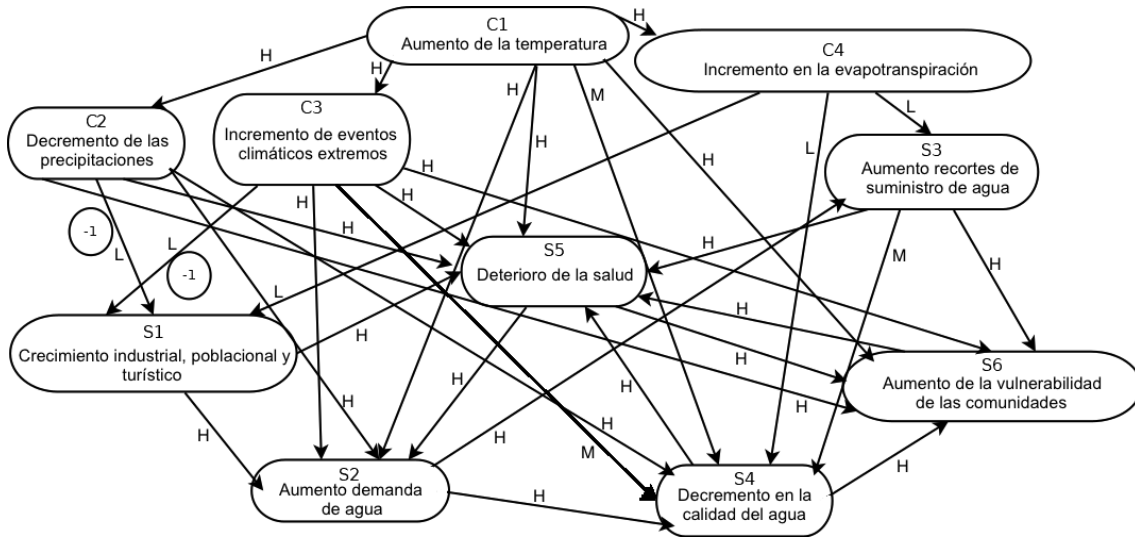 C1
Aumento de la temperatura
H
C4
Incremento en la evapotranspiración
H
H
H
M
C2
Decremento de las
precipitaciones
C3
Incremento de eventos
climáticos extremos
L
S3
Aumento recortes de
suministro de agua
H
H
H
H
H
L
-1
L
L
-1
H
S5
Deterioro de la salud
H
M
H
L
S1
Crecimiento industrial, poblacional y
turístico
H
H
H
H
H
S6
Aumento de la vulnerabilidad
de las comunidades
H
H
H
H
H
M
H
S2
Aumento demanda
de agua
H
S4
Decremento en la
calidad del agua